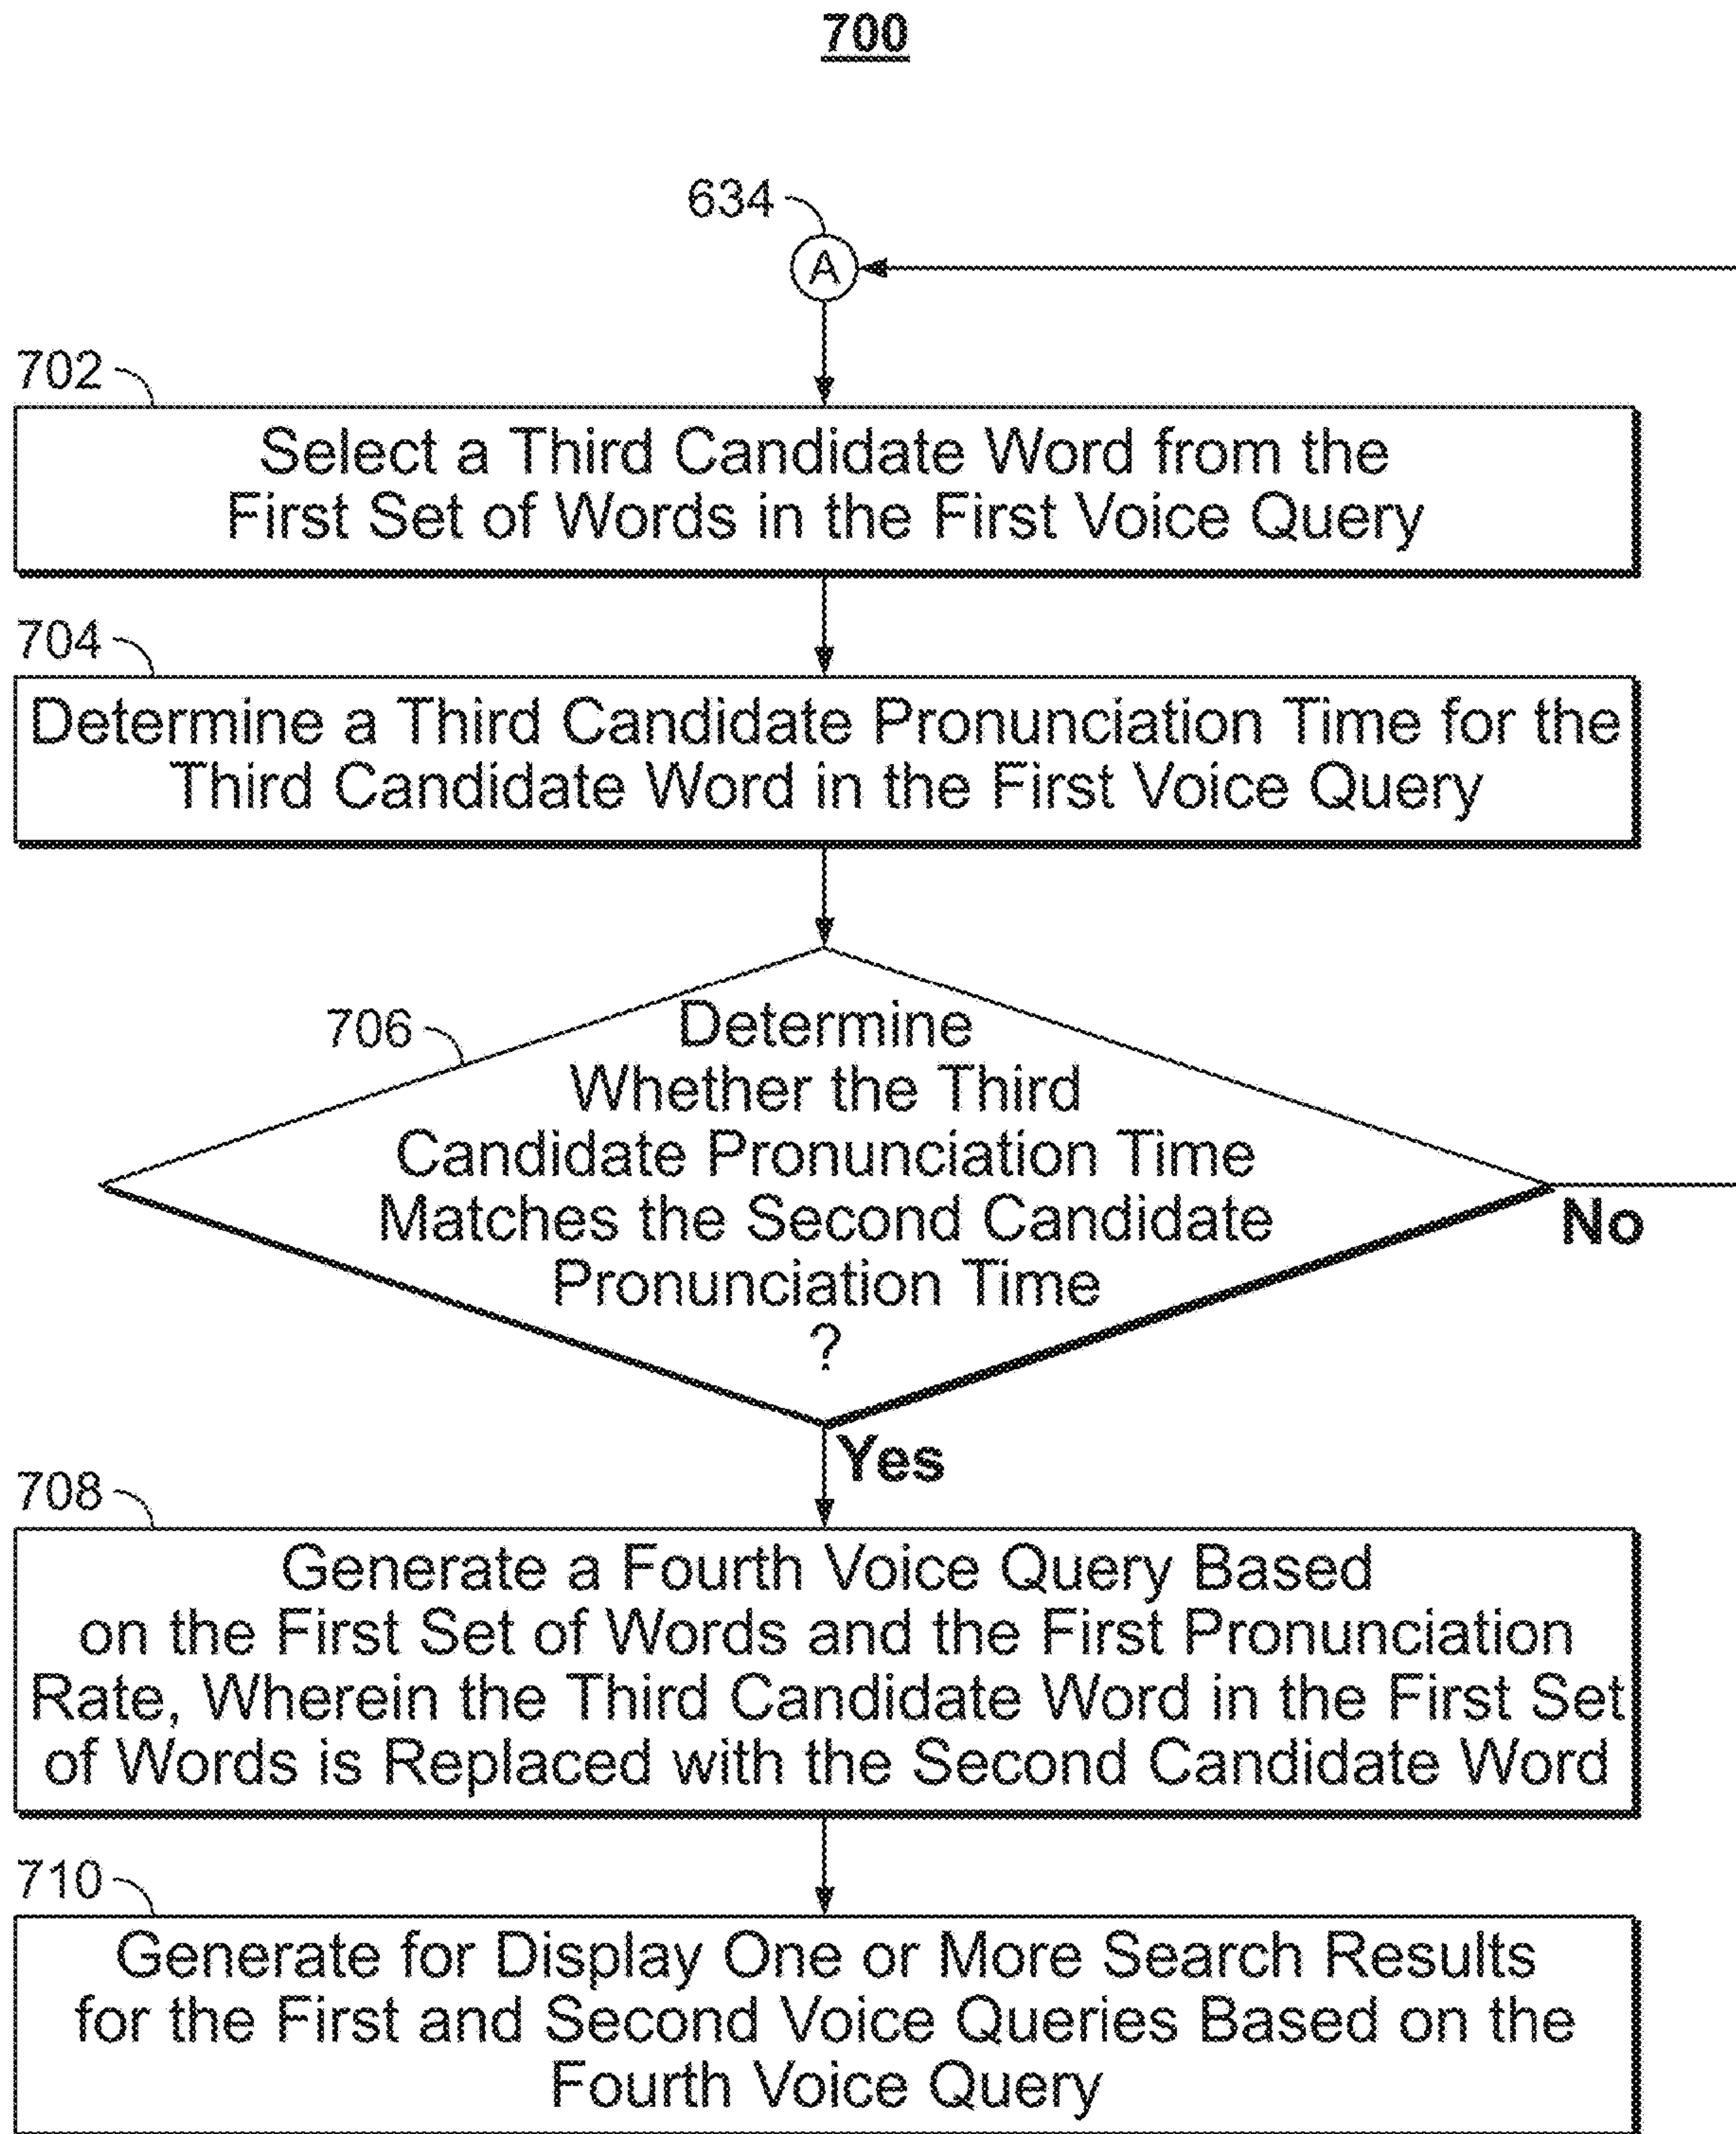 700
634
A
702
Select a Third Candidate Word from the
First Set of Words in the First Voice Query
704
Determine a Third Candidate Pronunciation Time for the
Third Candidate Word in the First Voice Query
706
Determine
Whether the Third
Candidate Pronunciation Time
Matches the Second Candidate
Pronunciation Time
?
No
Yes
708
Generate a Fourth Voice Query Based
on the First Set of Words and the First Pronunciation
Rate, Wherein the Third Candidate Word in the First Set
of Words is Replaced with the Second Candidate Word
710
Generate for Display One or More Search Results
for the First and Second Voice Queries Based on the
Fourth Voice Query